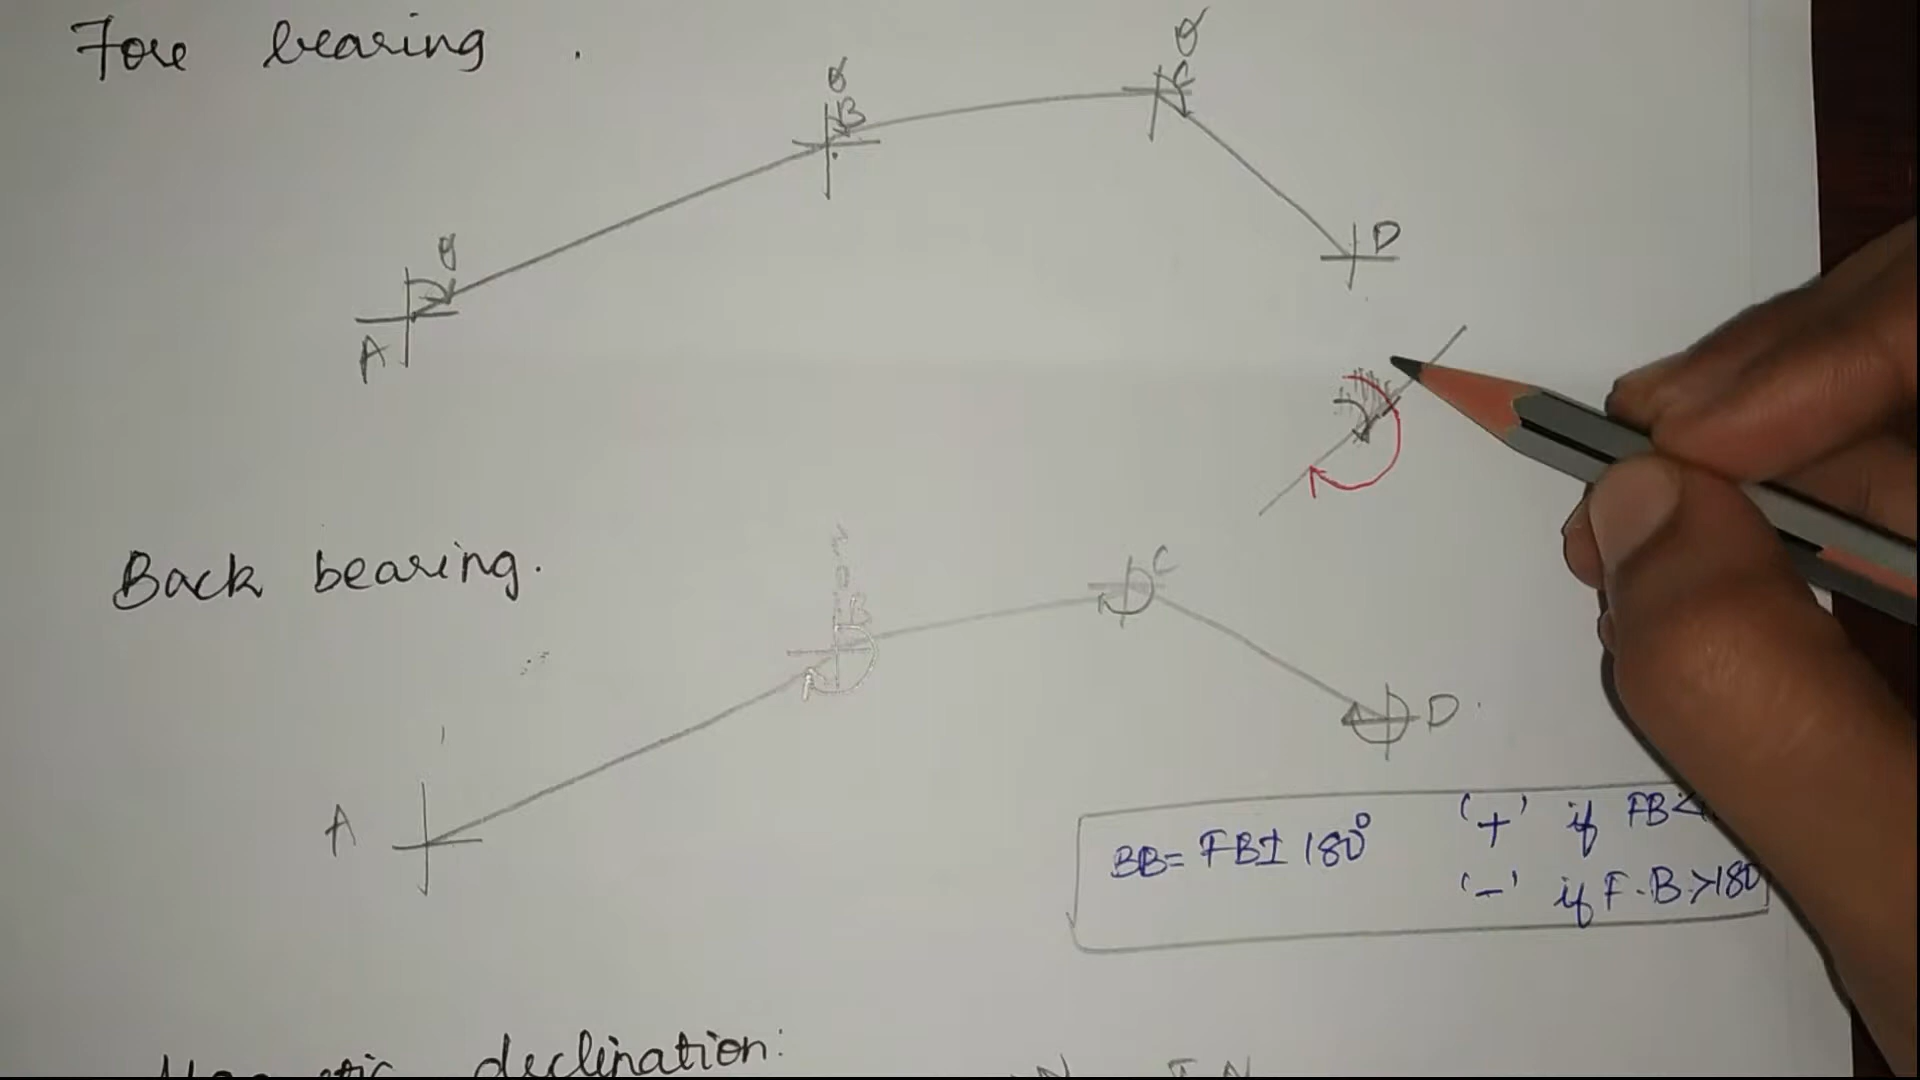 Fore bearing .
θ
B
θ
C
D
θ
A
Back bearing.
B
C
A
D
BB= FB± 180° '+' if FB<
'-' if F.B.>180
declination: